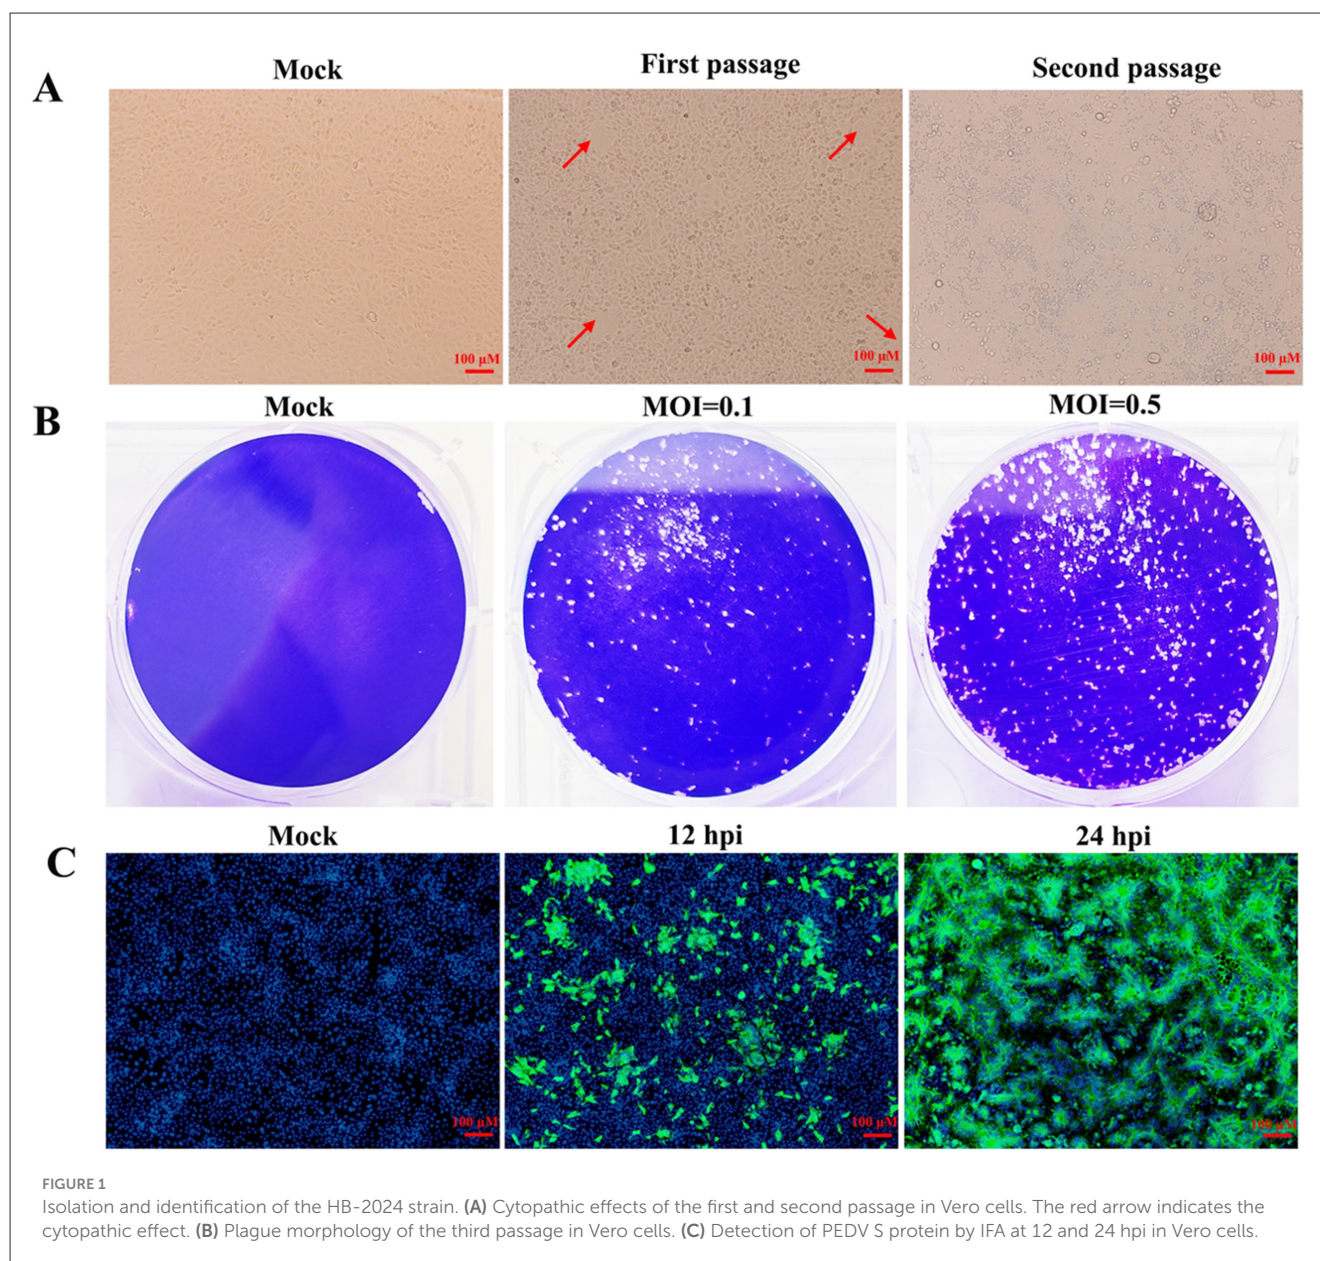 A
Mock
First passage
Second passage
100 μM
100 μM
100 μM
B
Mock
MOI=0.1
MOI=0.5
C
Mock
12 hpi
24 hpi
100 μM
100 μM
100 μM
FIGURE 1
Isolation and identification of the HB-2024 strain. (A) Cytopathic effects of the first and second passage in Vero cells. The red arrow indicates the
cytopathic effect. (B) Plague morphology of the third passage in Vero cells. (C) Detection of PEDV S protein by IFA at 12 and 24 hpi in Vero cells.